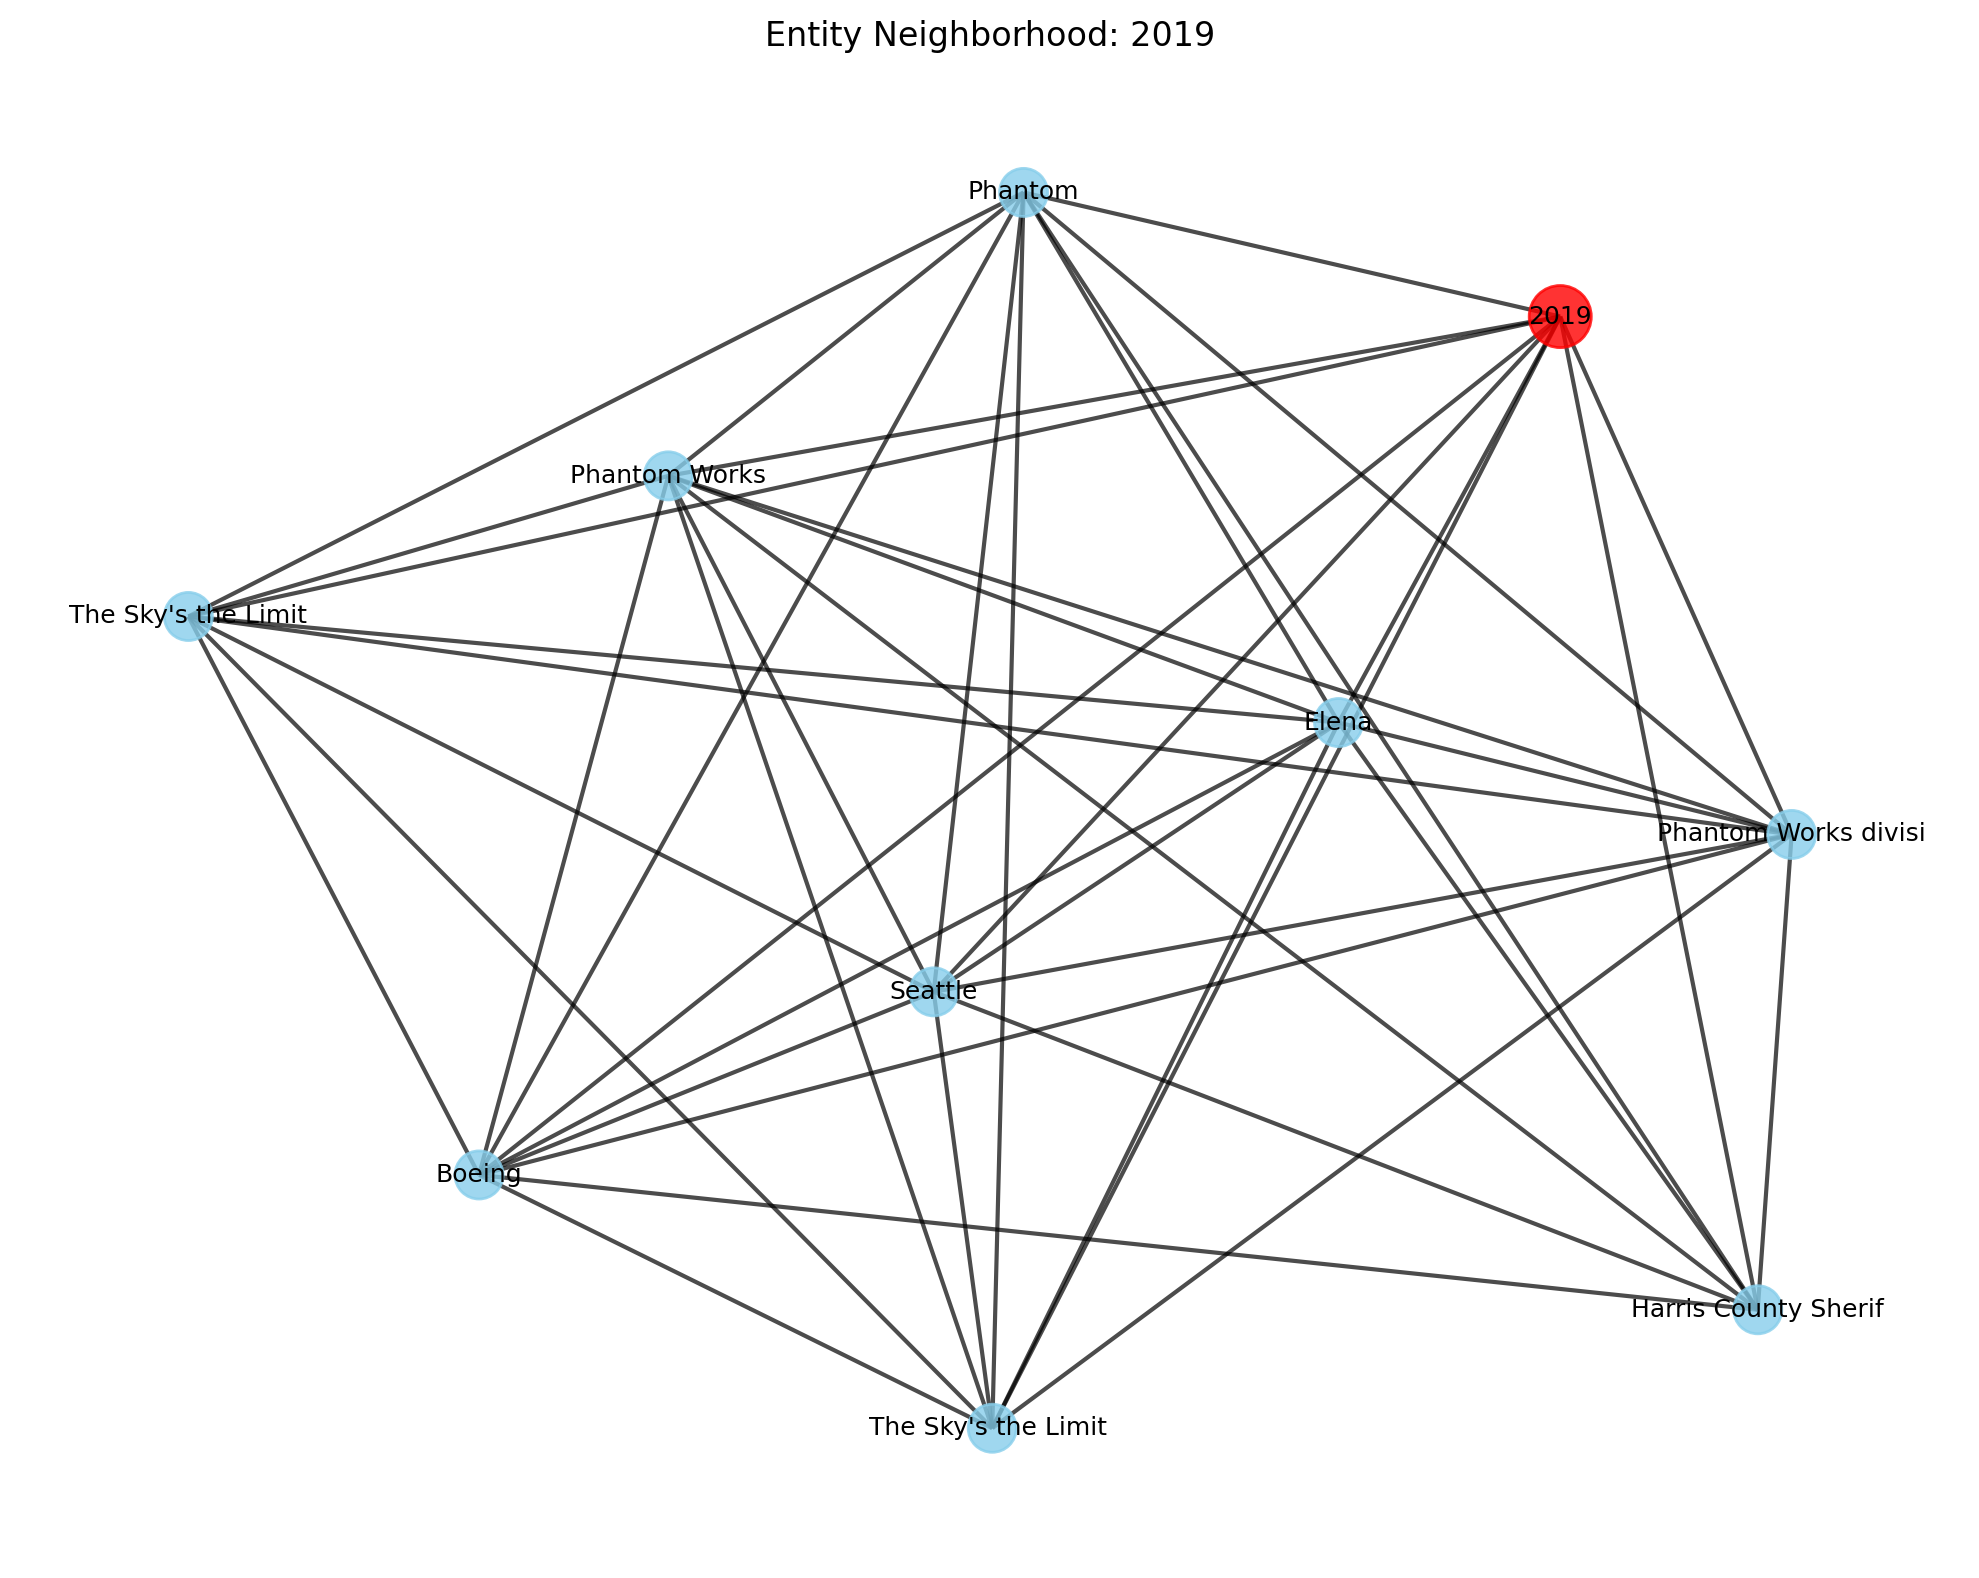 Entity Neighborhood: 2019
Phantom
2019
Phantom Works
The Sky's the Limit
Elena
Phantom Works divisi
Seattle
Boeing
Harris County Sherif
The Sky's the Limit